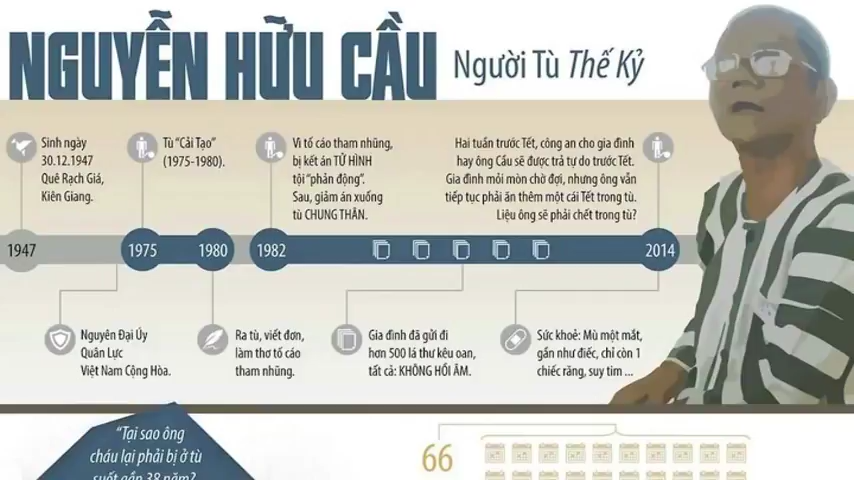 NGUYỄN HỮU CẦU
Người Tù Thế Kỷ
Sinh ngày
30.12.1947
Quê Rạch Giá,
Kiên Giang.
Tù “Cải Tạo”
(1975-1980).
Vì tố cáo tham nhũng,
bị kết án TỬ HÌNH
tội “phản động”.
Sau, giảm án xuống
tù CHUNG THÂN.
Hai tuần trước Tết, công an cho gia đình
hay ông Cầu sẽ được trả tự do trước Tết.
Gia đình mỏi mòn chờ đợi, nhưng ông vẫn
tiếp tục phải ăn thêm một cái Tết trong tù.
Liệu ông sẽ phải chết trong tù?
1947
1975
1980
1982
2014
Nguyên Đại Úy
Quân Lực
Việt Nam Cộng Hòa.
Ra tù, viết đơn,
làm thơ tố cáo
tham nhũng.
Gia đình đã gửi đi
hơn 500 lá thư kêu oan,
tất cả: KHÔNG HỒI ÂM.
Sức khoẻ: Mù một mắt,
gần như điếc, chỉ còn 1
chiếc răng, suy tim ...
“Tại sao ông
cháu lại phải bị ở tù
suốt gần 38 năm?
66